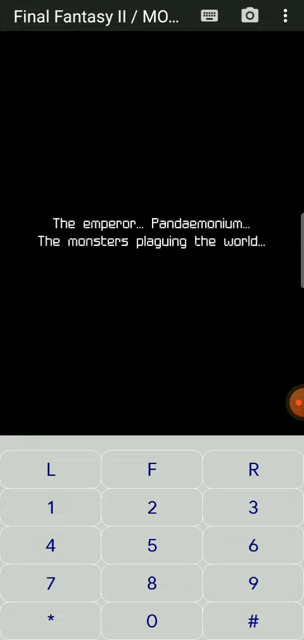 Final Fantasy II / MO...
The emperor... Pandaemonium...
The monsters plaguing the world...
L F R
1 2 3
4 5 6
7 8 9
* 0 #